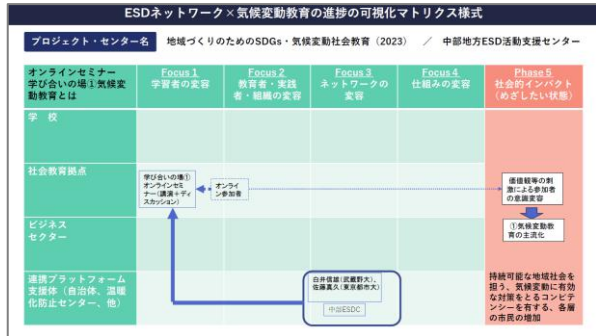 ESDネットワーク×気候変動教育の進捗の可視化マトリクス様式
プロジェクト・センター名 地域づくりのためのSDGs・気候変動社会教育（2023） ／ 中部地方ESD活動支援センター
オンラインセミナー
学び合いの場①気候変
動教育とは
Focus 1
学習者の変容
Focus 2
教育者・実践
者・組織の変容
Focus 3
ネットワークの
変容
Focus 4
仕組みの変容
Phase 5
社会的インパクト
（めざしたい状態）
学 校
社会教育拠点
学び合いの場①
オンラインセミ
ナー（講演＋ディ
スカッション）
オンライ
ン参加者
価値観等の刺
激による参加者
の意識変容
①気候変動教
育の主流化
ビジネス
セクター
連携プラットフォーム
支援体（自治体、温暖
化防止センター、他）
白井信雄（武蔵野大）、
佐藤真久（東京都市大）
中部ESDC
持続可能な地域社会を
担う、気候変動に有効
な対策をとるコンピテ
ンシーを有する、各層
の市民の増加